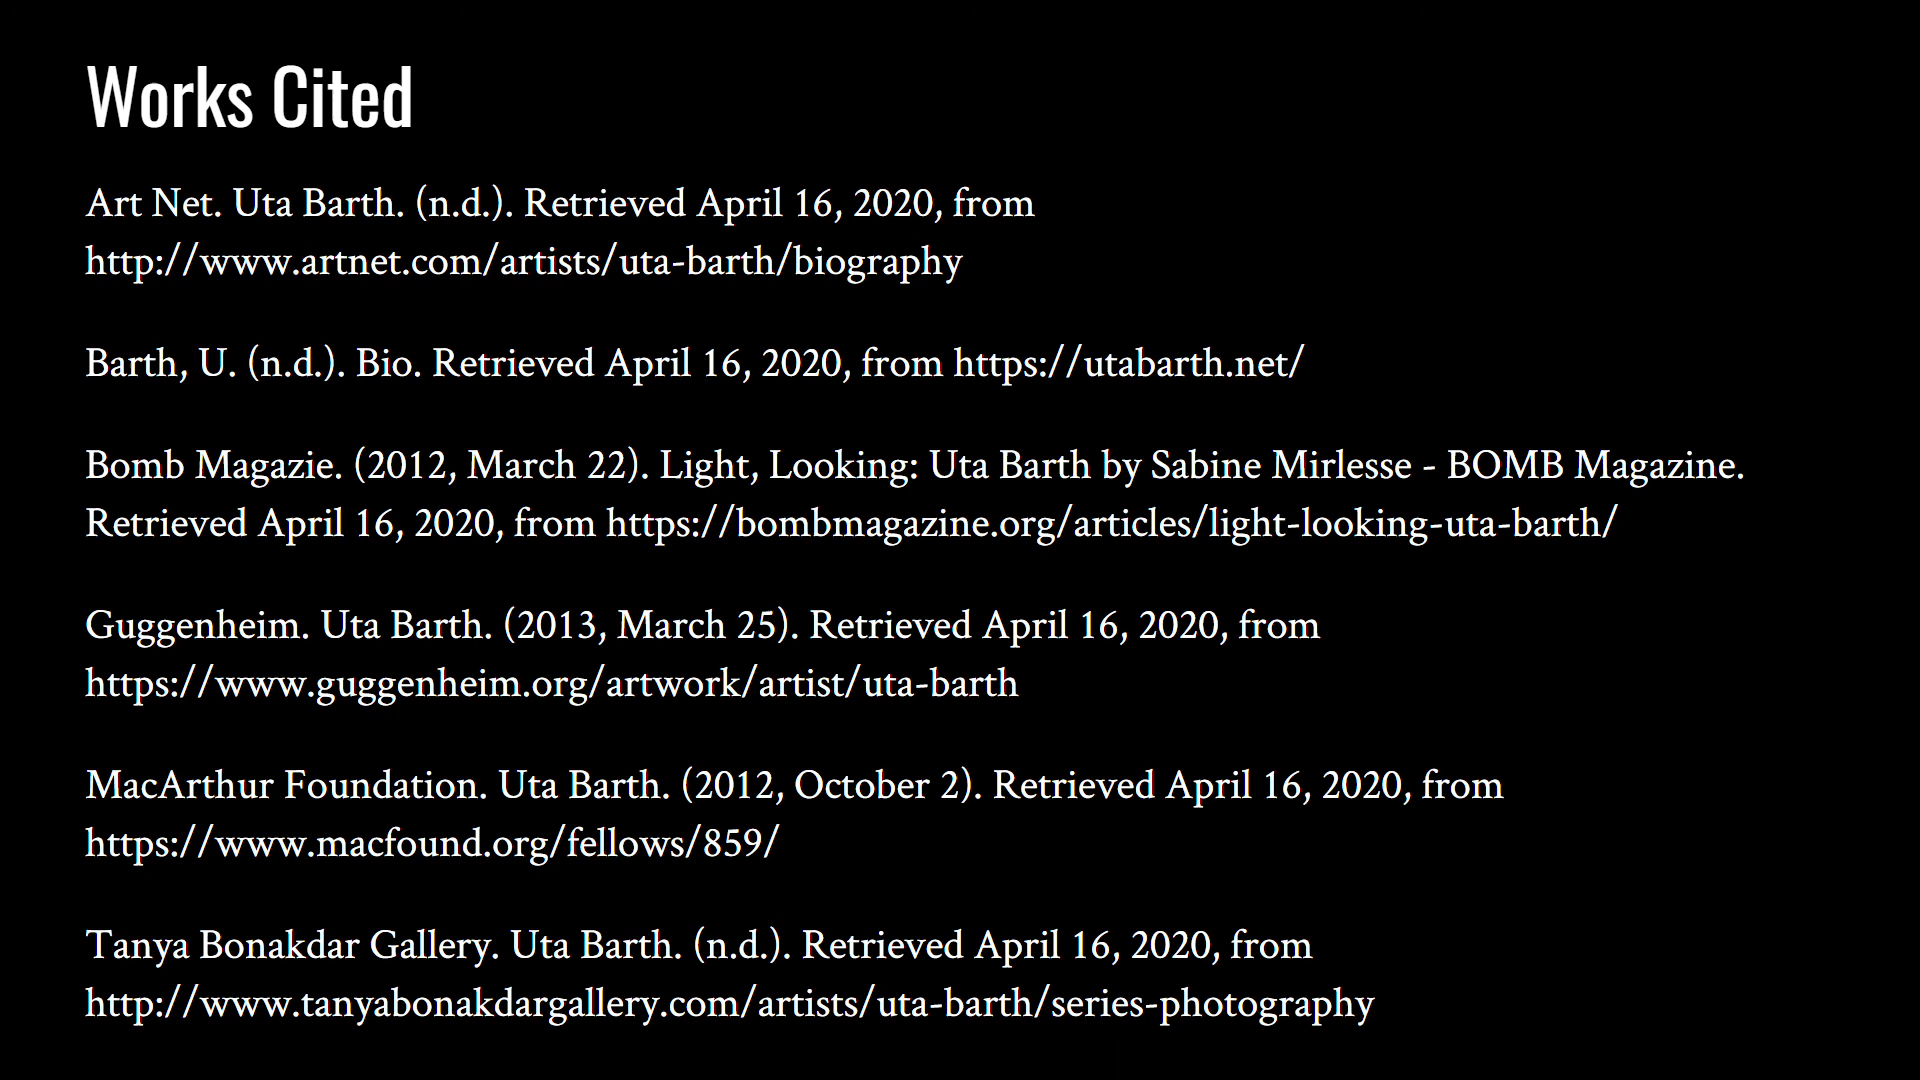 Works Cited
Art Net. Uta Barth. (n.d.). Retrieved April 16, 2020, from
http://www.artnet.com/artists/uta-barth/biography
Barth, U. (n.d.). Bio. Retrieved April 16, 2020, from https://utabarth.net/
Bomb Magazie. (2012, March 22). Light, Looking: Uta Barth by Sabine Mirlesse - BOMB Magazine.
Retrieved April 16, 2020, from https://bombmagazine.org/articles/light-looking-uta-barth/
Guggenheim. Uta Barth. (2013, March 25). Retrieved April 16, 2020, from
https://www.guggenheim.org/artwork/artist/uta-barth
MacArthur Foundation. Uta Barth. (2012, October 2). Retrieved April 16, 2020, from
https://www.macfound.org/fellows/859/
Tanya Bonakdar Gallery. Uta Barth. (n.d.). Retrieved April 16, 2020, from
http://www.tanyabonakdargallery.com/artists/uta-barth/series-photography